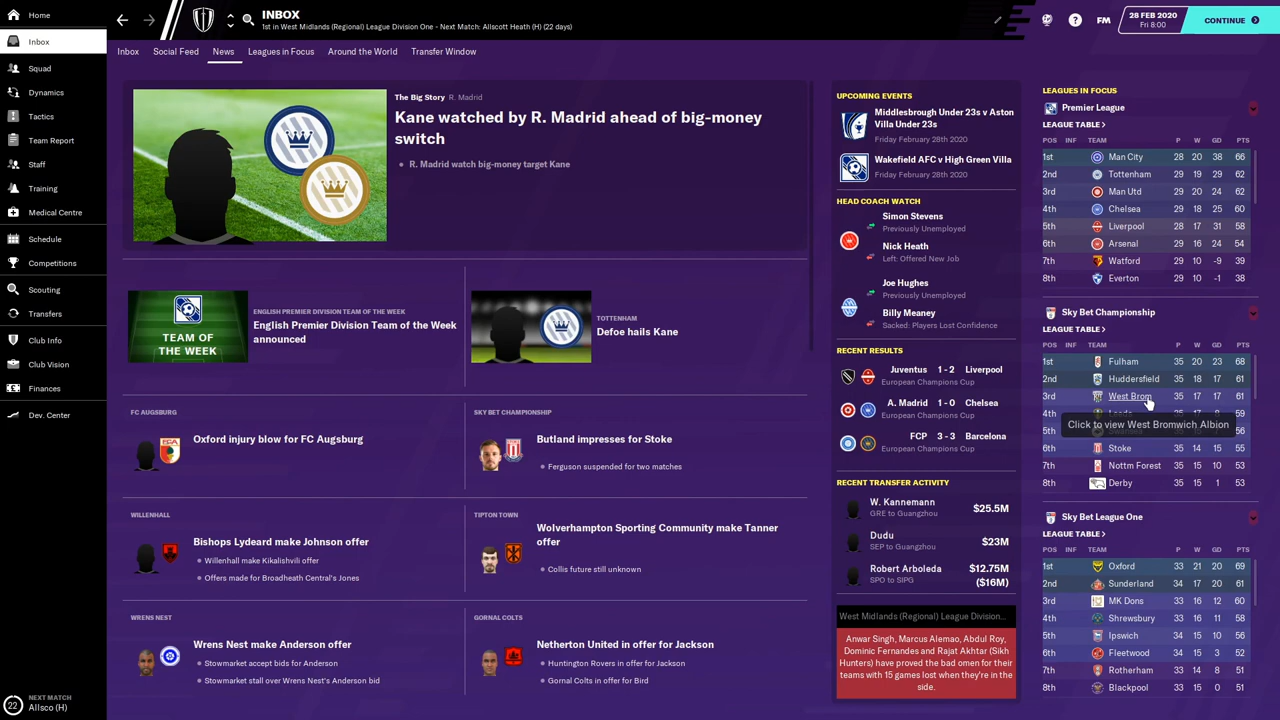 Home
Inbox
Squad
Dynamics
Tactics
Team Report
Staff
Training
Medical Centre
Schedule
Competitions
Scouting
Transfers
Club Info
Club Vision
Finances
Dev. Center
22
NEXT MATCH
Allsco (H)
INBOX
1st in West Midlands (Regional) League Division One - Next Match: Allscott Heath (H) (22 days)
FM
28 FEB 2020
Fri 8:00
CONTINUE
Inbox
Social Feed
News
Leagues in Focus
Around the World
Transfer Window
The Big Story R. Madrid
Kane watched by R. Madrid ahead of big-money
switch
R. Madrid watch big-money target Kane
TEAM OF
THE WEEK
ENGLISH PREMIER DIVISION TEAM OF THE WEEK
English Premier Division Team of the Week
announced
TOTTENHAM
Defoe hails Kane
FC AUGSBURG
Oxford injury blow for FC Augsburg
SKY BET CHAMPIONSHIP
Butland impresses for Stoke
Ferguson suspended for two matches
WILLENHALL
Bishops Lydeard make Johnson offer
Willenhall make Kikalishvili offer
Offers made for Broadheath Central's Jones
TIPTON TOWN
Wolverhampton Sporting Community make Tanner
offer
Collis future still unknown
WRENS NEST
Wrens Nest make Anderson offer
Stowmarket accept bids for Anderson
Stowmarket stall over Wrens Nest's Anderson bid
GORNAL COLTS
Netherton United in offer for Jackson
Huntington Rovers in offer for Jackson
Gornal Colts in offer for Bird
UPCOMING EVENTS
Middlesbrough Under 23s v Aston
Villa Under 23s
Friday February 28th 2020
Wakefield AFC v High Green Villa
Friday February 28th 2020
HEAD COACH WATCH
Simon Stevens
Previously Unemployed
Nick Heath
Left: Offered New Job
Joe Hughes
Previously Unemployed
Billy Meaney
Sacked: Players Lost Confidence
RECENT RESULTS
Juventus 1 - 2 Liverpool
European Champions Cup
A. Madrid 1 - 0 Chelsea
European Champions Cup
FCP 3 - 3 Barcelona
European Champions Cup
RECENT TRANSFER ACTIVITY
W. Kannemann
GRE to Guangzhou
$25.5M
Dudu
SEP to Guangzhou
$23M
Robert Arboleda
SPO to SIPG
$12.75M
($16M)
West Midlands (Regional) League Division...
Anwar Singh, Marcus Alemao, Abdul Roy,
Dominic Fernandes and Rajat Akhtar (Sikh
Hunters) have proved the bad omen for their
teams with 15 games lost when they're in the
side.
LEAGUES IN FOCUS
Premier League
LEAGUE TABLE
POS INF TEAM P W GD PTS
1st Man City 28 20 38 66
2nd Tottenham 29 19 29 62
3rd Man Utd 29 20 24 62
4th Chelsea 29 18 25 60
5th Liverpool 28 17 31 58
6th Arsenal 29 16 24 54
7th Watford 29 10 -9 39
8th Everton 29 10 -1 38
Sky Bet Championship
LEAGUE TABLE
POS INF TEAM P W GD PTS
1st Fulham 35 20 23 68
2nd Huddersfield 35 18 17 61
3rd West Brom 35 17 17 61
4th Leeds 35 17 59
Click to view West Bromwich Albion
5th 56
6th Stoke 35 14 15 55
7th Nottm Forest 35 15 10 53
8th Derby 35 15 1 53
Sky Bet League One
LEAGUE TABLE
POS INF TEAM P W GD PTS
1st Oxford 33 21 20 69
2nd Sunderland 34 17 20 61
3rd MK Dons 33 16 12 60
4th Shrewsbury 33 16 11 58
5th Ipswich 34 15 10 56
6th Fleetwood 34 15 3 52
7th Rotherham 33 14 8 51
8th Blackpool 33 15 0 51